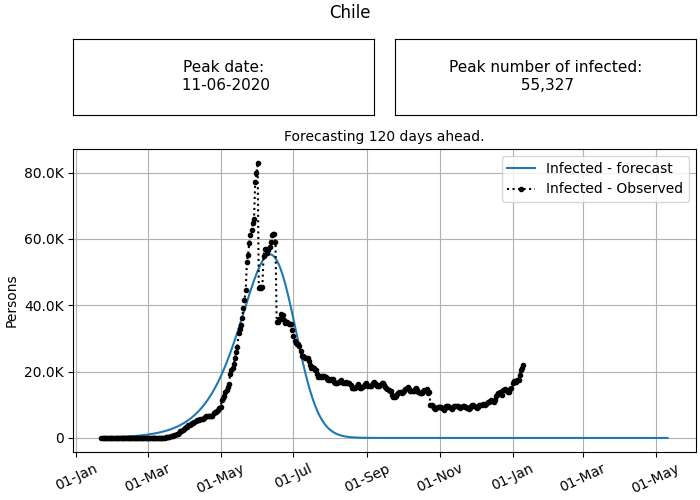 Chile
Peak date:
11-06-2020
Peak number of infected:
55,327
Forecasting 120 days ahead.
Infected - forecast
Infected - Observed
Persons
80.0K
60.0K
40.0K
20.0K
0
01-Jan
01-Mar
01-May
01-Jul
01-Sep
01-Nov
01-Jan
01-Mar
01-May